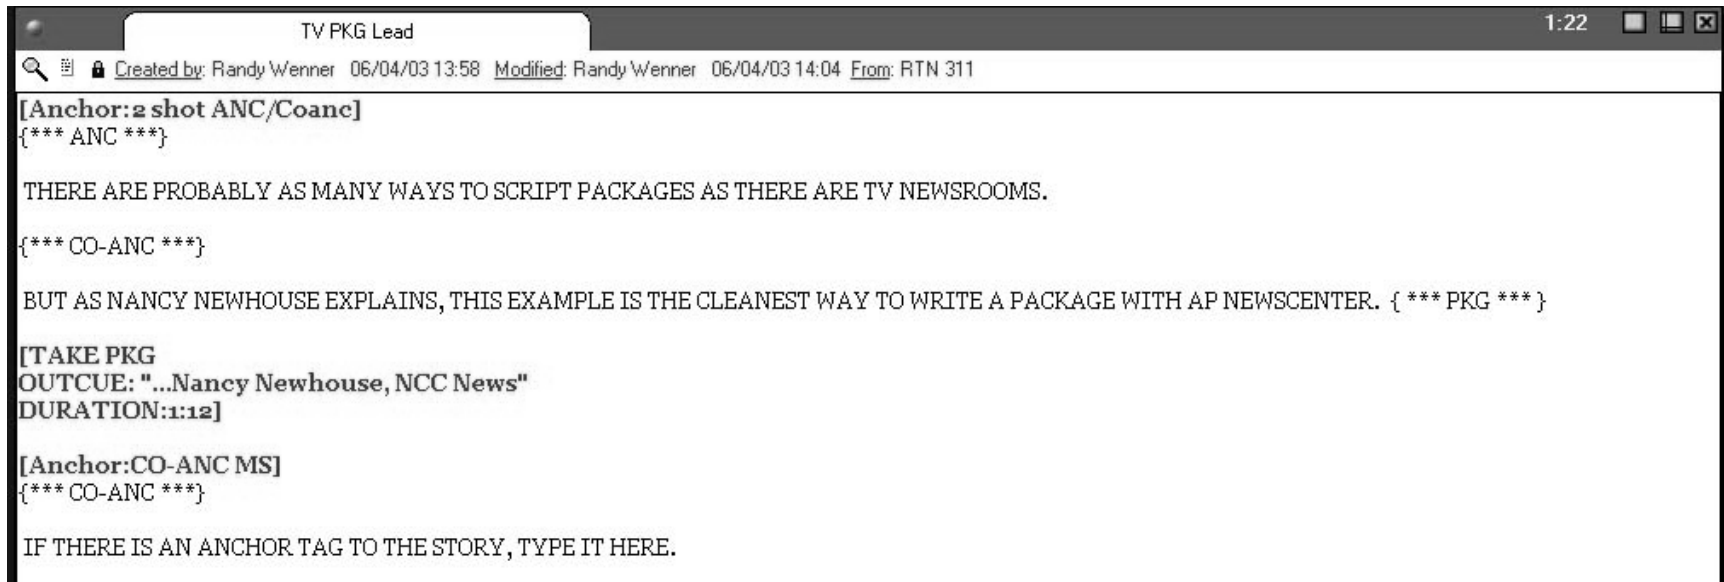 TV PKG Lead
1:22
Created by: Randy Wenner 06/04/03 13:58 Modified: Randy Wenner 06/04/03 14:04 From: RTN 311
[Anchor:2 shot ANC/Coanc]
{*** ANC ***}
THERE ARE PROBABLY AS MANY WAYS TO SCRIPT PACKAGES AS THERE ARE TV NEWSROOMS.
{*** CO-ANC ***}
BUT AS NANCY NEWHOUSE EXPLAINS, THIS EXAMPLE IS THE CLEANEST WAY TO WRITE A PACKAGE WITH AP NEWSCENTER. { *** PKG *** }
[TAKE PKG
OUTCUE: "...Nancy Newhouse, NCC News"
DURATION:1:12]
[Anchor:CO-ANC MS]
{*** CO-ANC ***}
IF THERE IS AN ANCHOR TAG TO THE STORY, TYPE IT HERE.